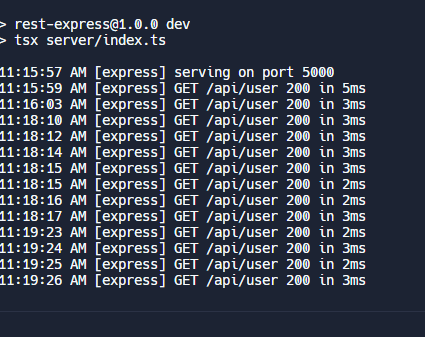 > rest-express@1.0.0 dev
> tsx server/index.ts
11:15:57 AM [express] serving on port 5000
11:15:59 AM [express] GET /api/user 200 in 5ms
11:16:03 AM [express] GET /api/user 200 in 3ms
11:18:10 AM [express] GET /api/user 200 in 3ms
11:18:12 AM [express] GET /api/user 200 in 3ms
11:18:14 AM [express] GET /api/user 200 in 3ms
11:18:15 AM [express] GET /api/user 200 in 3ms
11:18:15 AM [express] GET /api/user 200 in 2ms
11:18:16 AM [express] GET /api/user 200 in 2ms
11:18:17 AM [express] GET /api/user 200 in 3ms
11:19:23 AM [express] GET /api/user 200 in 2ms
11:19:24 AM [express] GET /api/user 200 in 3ms
11:19:25 AM [express] GET /api/user 200 in 2ms
11:19:26 AM [express] GET /api/user 200 in 3ms